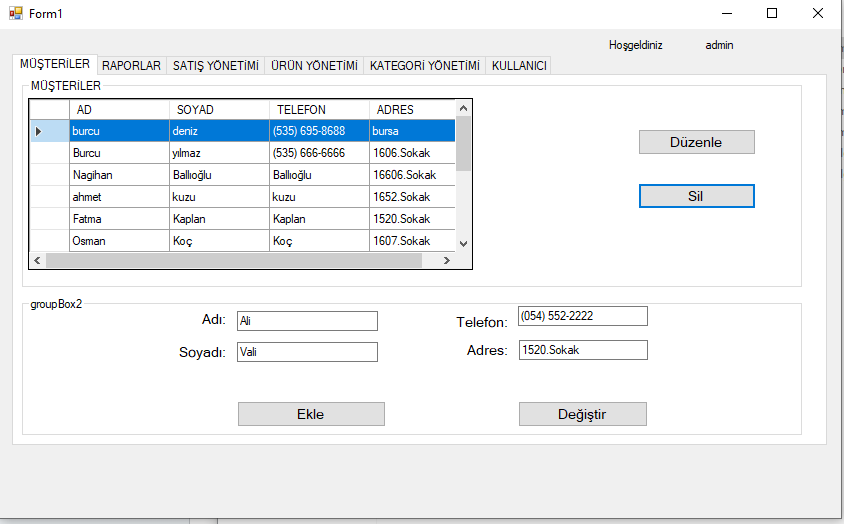 Form1
Hoşgeldiniz admin
MÜŞTERİLER RAPORLAR SATIŞ YÖNETİMİ ÜRÜN YÖNETİMİ KATEGORİ YÖNETİMİ KULLANICI
MÜŞTERİLER
AD SOYAD TELEFON ADRES
burcu deniz (535) 695-8688 bursa
Burcu yılmaz (535) 666-6666 1606.Sokak
Nagihan Ballıoğlu Ballıoğlu 16606.Sokak
ahmet kuzu kuzu 1652.Sokak
Fatma Kaplan Kaplan 1520.Sokak
Osman Koç Koç 1607.Sokak
Düzenle
Sil
groupBox2
Adı: Ali
Telefon: (054) 552-2222
Soyadı: Vali
Adres: 1520.Sokak
Ekle Değiştir